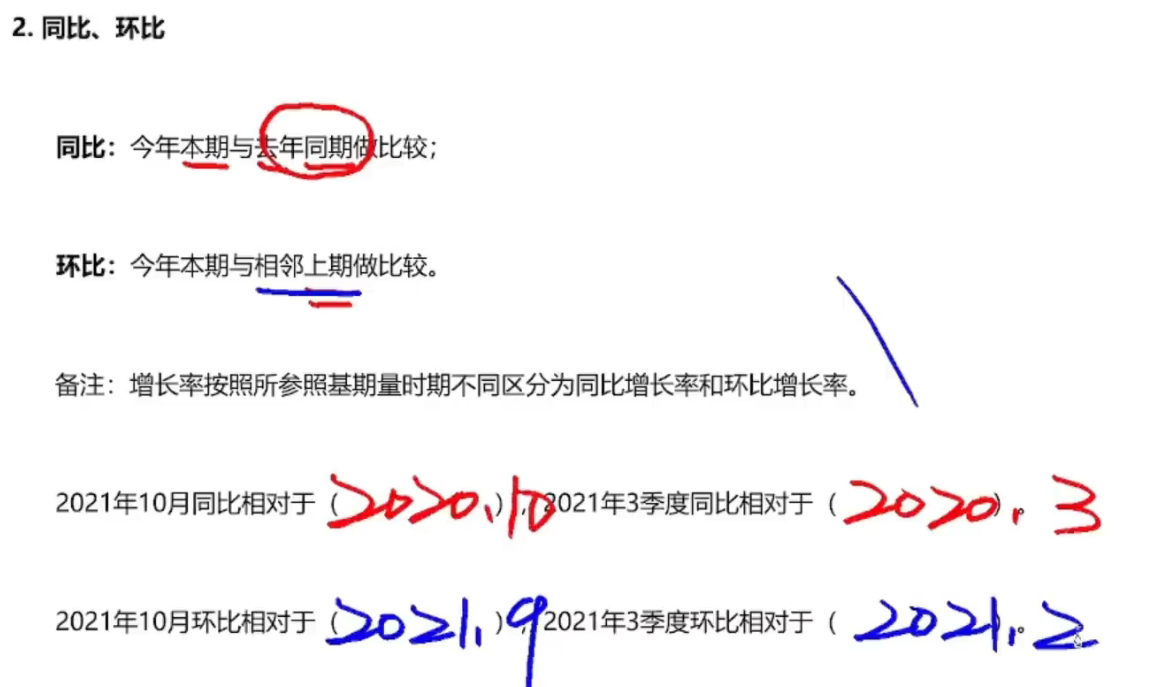 2. 同比、环比
同比：今年本期与去年同期做比较；
环比：今年本期与相邻上期做比较。
备注：增长率按照所参照基期量时期不同区分为同比增长率和环比增长率。
2021年10月同比相对于（2020.10），2021年3季度同比相对于（2020.3）。
2021年10月环比相对于（2021.9），2021年3季度环比相对于（2021.2）。